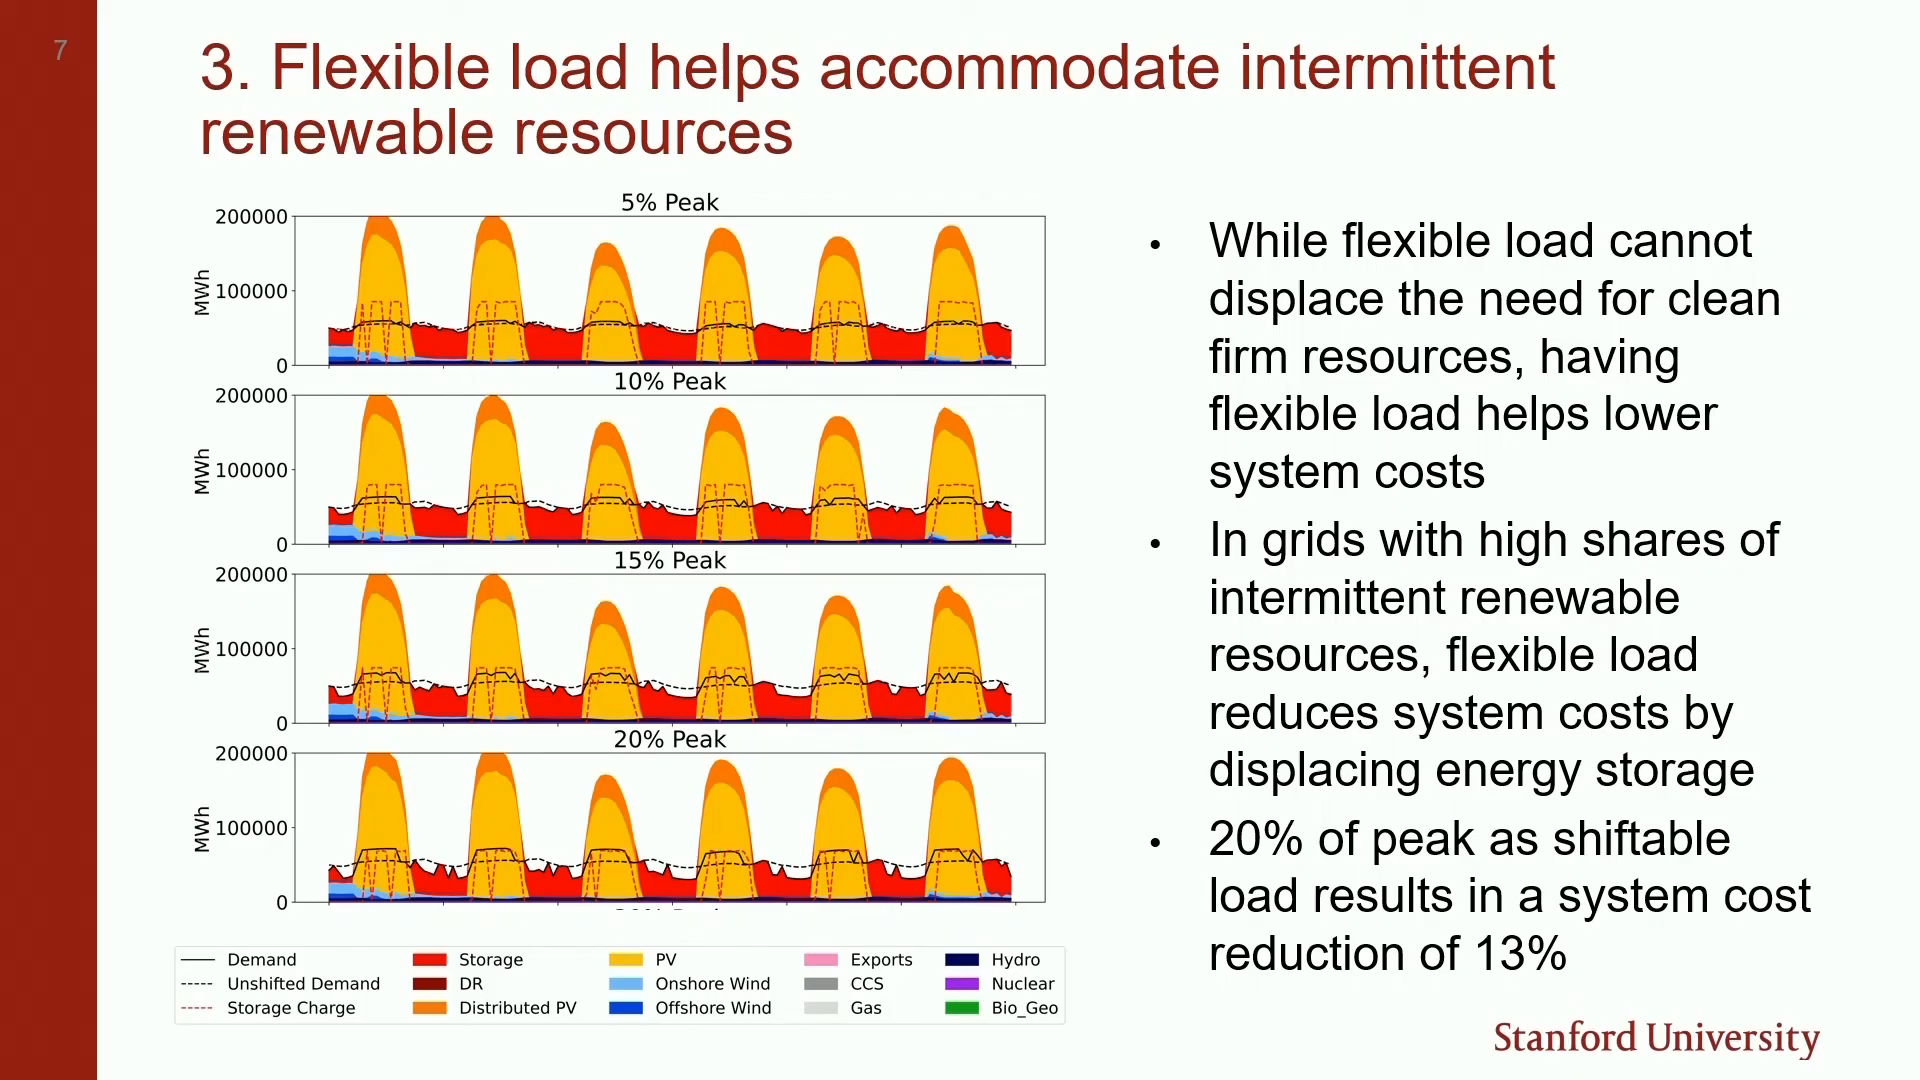 7
3. Flexible load helps accommodate intermittent
renewable resources
5% Peak
200000
100000
0
MWh
10% Peak
200000
100000
0
MWh
15% Peak
200000
100000
0
MWh
20% Peak
200000
100000
0
MWh
Demand
Unshifted Demand
Storage Charge
Storage
DR
Distributed PV
PV
Onshore Wind
Offshore Wind
Exports
CCS
Gas
Hydro
Nuclear
Bio_Geo
• While flexible load cannot
displace the need for clean
firm resources, having
flexible load helps lower
system costs
• In grids with high shares of
intermittent renewable
resources, flexible load
reduces system costs by
displacing energy storage
• 20% of peak as shiftable
load results in a system cost
reduction of 13%
Stanford University